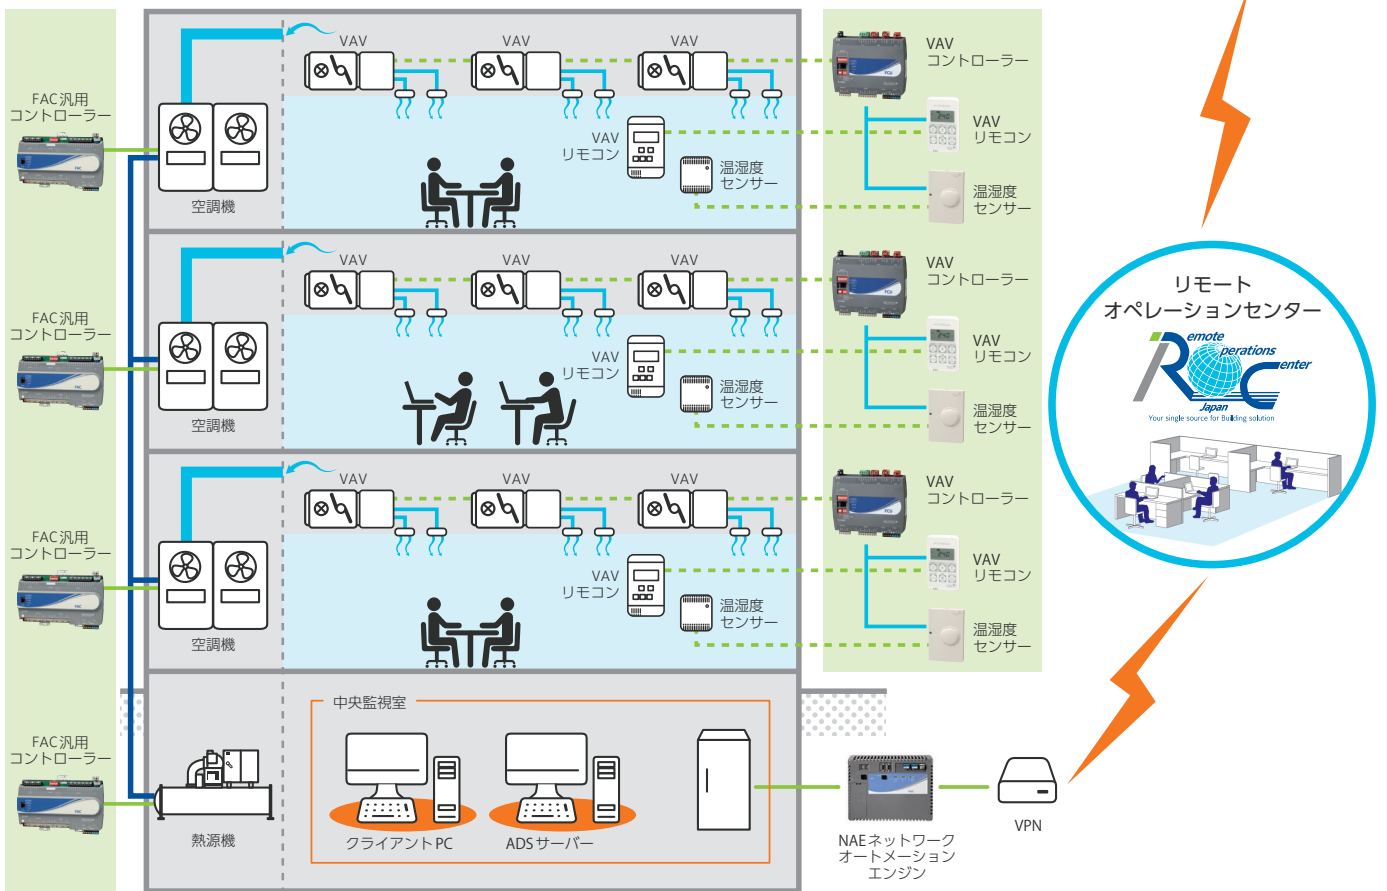 FAC汎用
コントローラー
空調機
VAV
VAV
VAV
VAV
リモコン
温湿度
センサー
VAV
コントローラー
VAV
リモコン
温湿度
センサー
FAC汎用
コントローラー
空調機
VAV
VAV
VAV
VAV
リモコン
温湿度
センサー
VAV
コントローラー
VAV
リモコン
温湿度
センサー
FAC汎用
コントローラー
空調機
VAV
VAV
VAV
VAV
リモコン
温湿度
センサー
VAV
コントローラー
VAV
リモコン
温湿度
センサー
FAC汎用
コントローラー
熱源機
中央監視室
クライアントPC
ADSサーバー
NAEネットワーク
オートメーション
エンジン
VPN
リモート
オペレーションセンター
iROC
Remote
Operations
Center
Japan
Your single source for Building solution